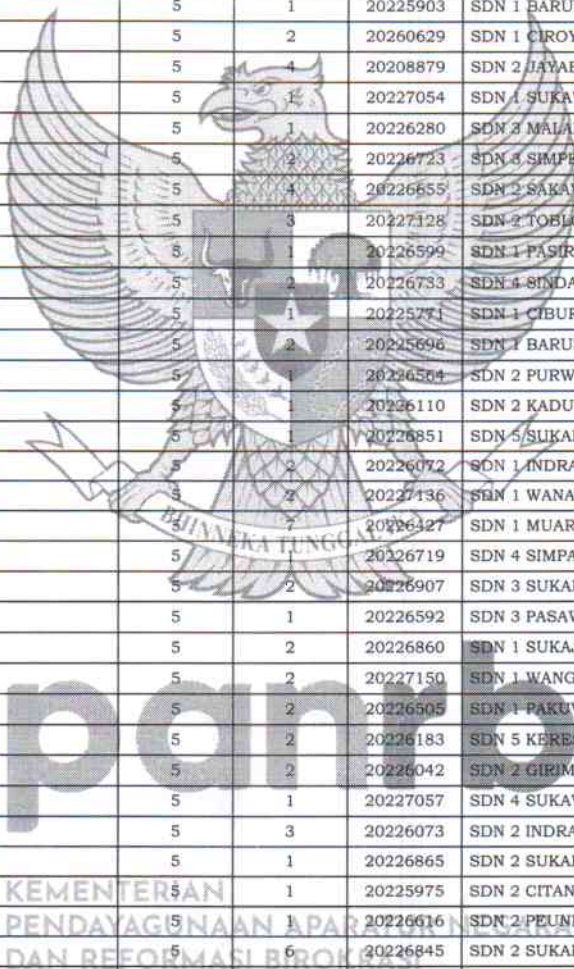 5 1 20225903 SDN 1 BARU
5 2 20260629 SDN 1 CIROY
5 4 20208879 SDN 2 JAYAB
5 1 20227054 SDN 1 SUKA
5 1 20226280 SDN 3 MALA
5 2 20226723 SDN 3 SIMPE
5 4 20226655 SDN 2 SAKA
5 3 20227128 SDN 2 TOBL
5 1 20226599 SDN 1 PASIR
5 2 20226733 SDN 4 SINDA
5 1 20225771 SDN 1 CIBUR
5 2 20225696 SDN 1 BARU
5 1 20226564 SDN 2 PURW
5 1 20226110 SDN 2 KADU
5 1 20226851 SDN 5 SUKA
5 2 20226072 SDN 1 INDRA
5 2 20227136 SDN 1 WANA
5 7 20226427 SDN 1 MUAR
BHINNEKA TUNGGAL
5 1 20226719 SDN 4 SIMPA
5 2 20226907 SDN 3 SUKA
5 1 20226592 SDN 3 PASAW
5 2 20226860 SDN 1 SUKAJ
5 2 20227150 SDN 1 WANG
5 2 20226505 SDN 1 PAKUW
5 2 20226183 SDN 5 KERES
5 2 20226042 SDN 2 GIRIM
5 1 20227057 SDN 4 SUKAW
5 3 20226073 SDN 2 INDRA
5 1 20226865 SDN 2 SUKA
5 1 20225975 SDN 2 CITAN
5 1 20226616 SDN 2 PEUN
5 6 20226845 SDN 2 SUKA
panrb
KEMENTERIAN
PENDAYAGUNAAN APARATUR NEGARA
DAN REFORMASI BIROKRASI